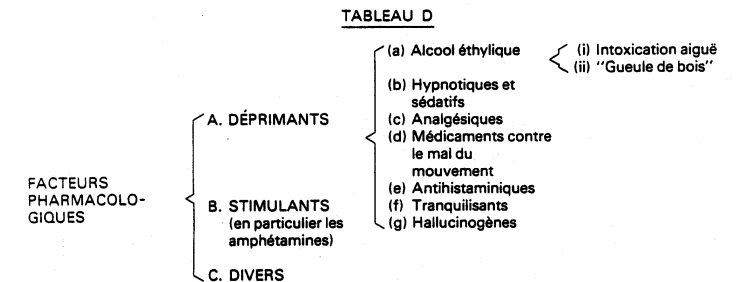 TABLEAU D
FACTEURS
PHARMACOLO-
GIQUES
A. DÉPRIMANTS
(a) Alcool éthylique
(i) Intoxication aiguë
(ii) "Gueule de bois"
(b) Hypnotiques et
sédatifs
(c) Analgésiques
(d) Médicaments contre
le mal du
mouvement
(e) Antihistaminiques
(f) Tranquilisants
(g) Hallucinogènes
B. STIMULANTS
(en particulier les
amphétamines)
C. DIVERS